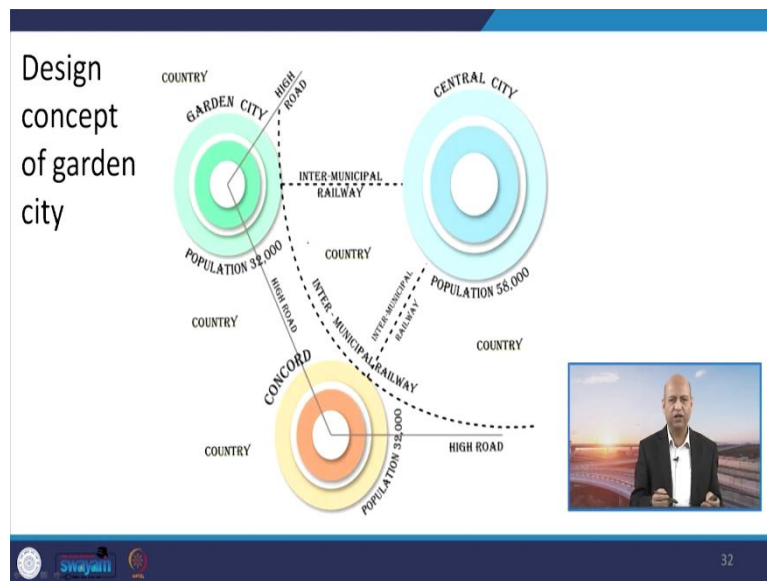 Design
concept
of garden
city
COUNTRY
HIGH
ROAD
GARDEN CITY
CENTRAL CITY
INTER-MUNICIPAL
RAILWAY
POPULATION 32,000
COUNTRY
POPULATION 58,000
HIGH ROAD
INTER-MUNICIPAL RAILWAY
INTER-MUNICIPAL
RAILWAY
COUNTRY
COUNTRY
CONCORD
POPULATION 32,000
COUNTRY
HIGH ROAD
swayam
32